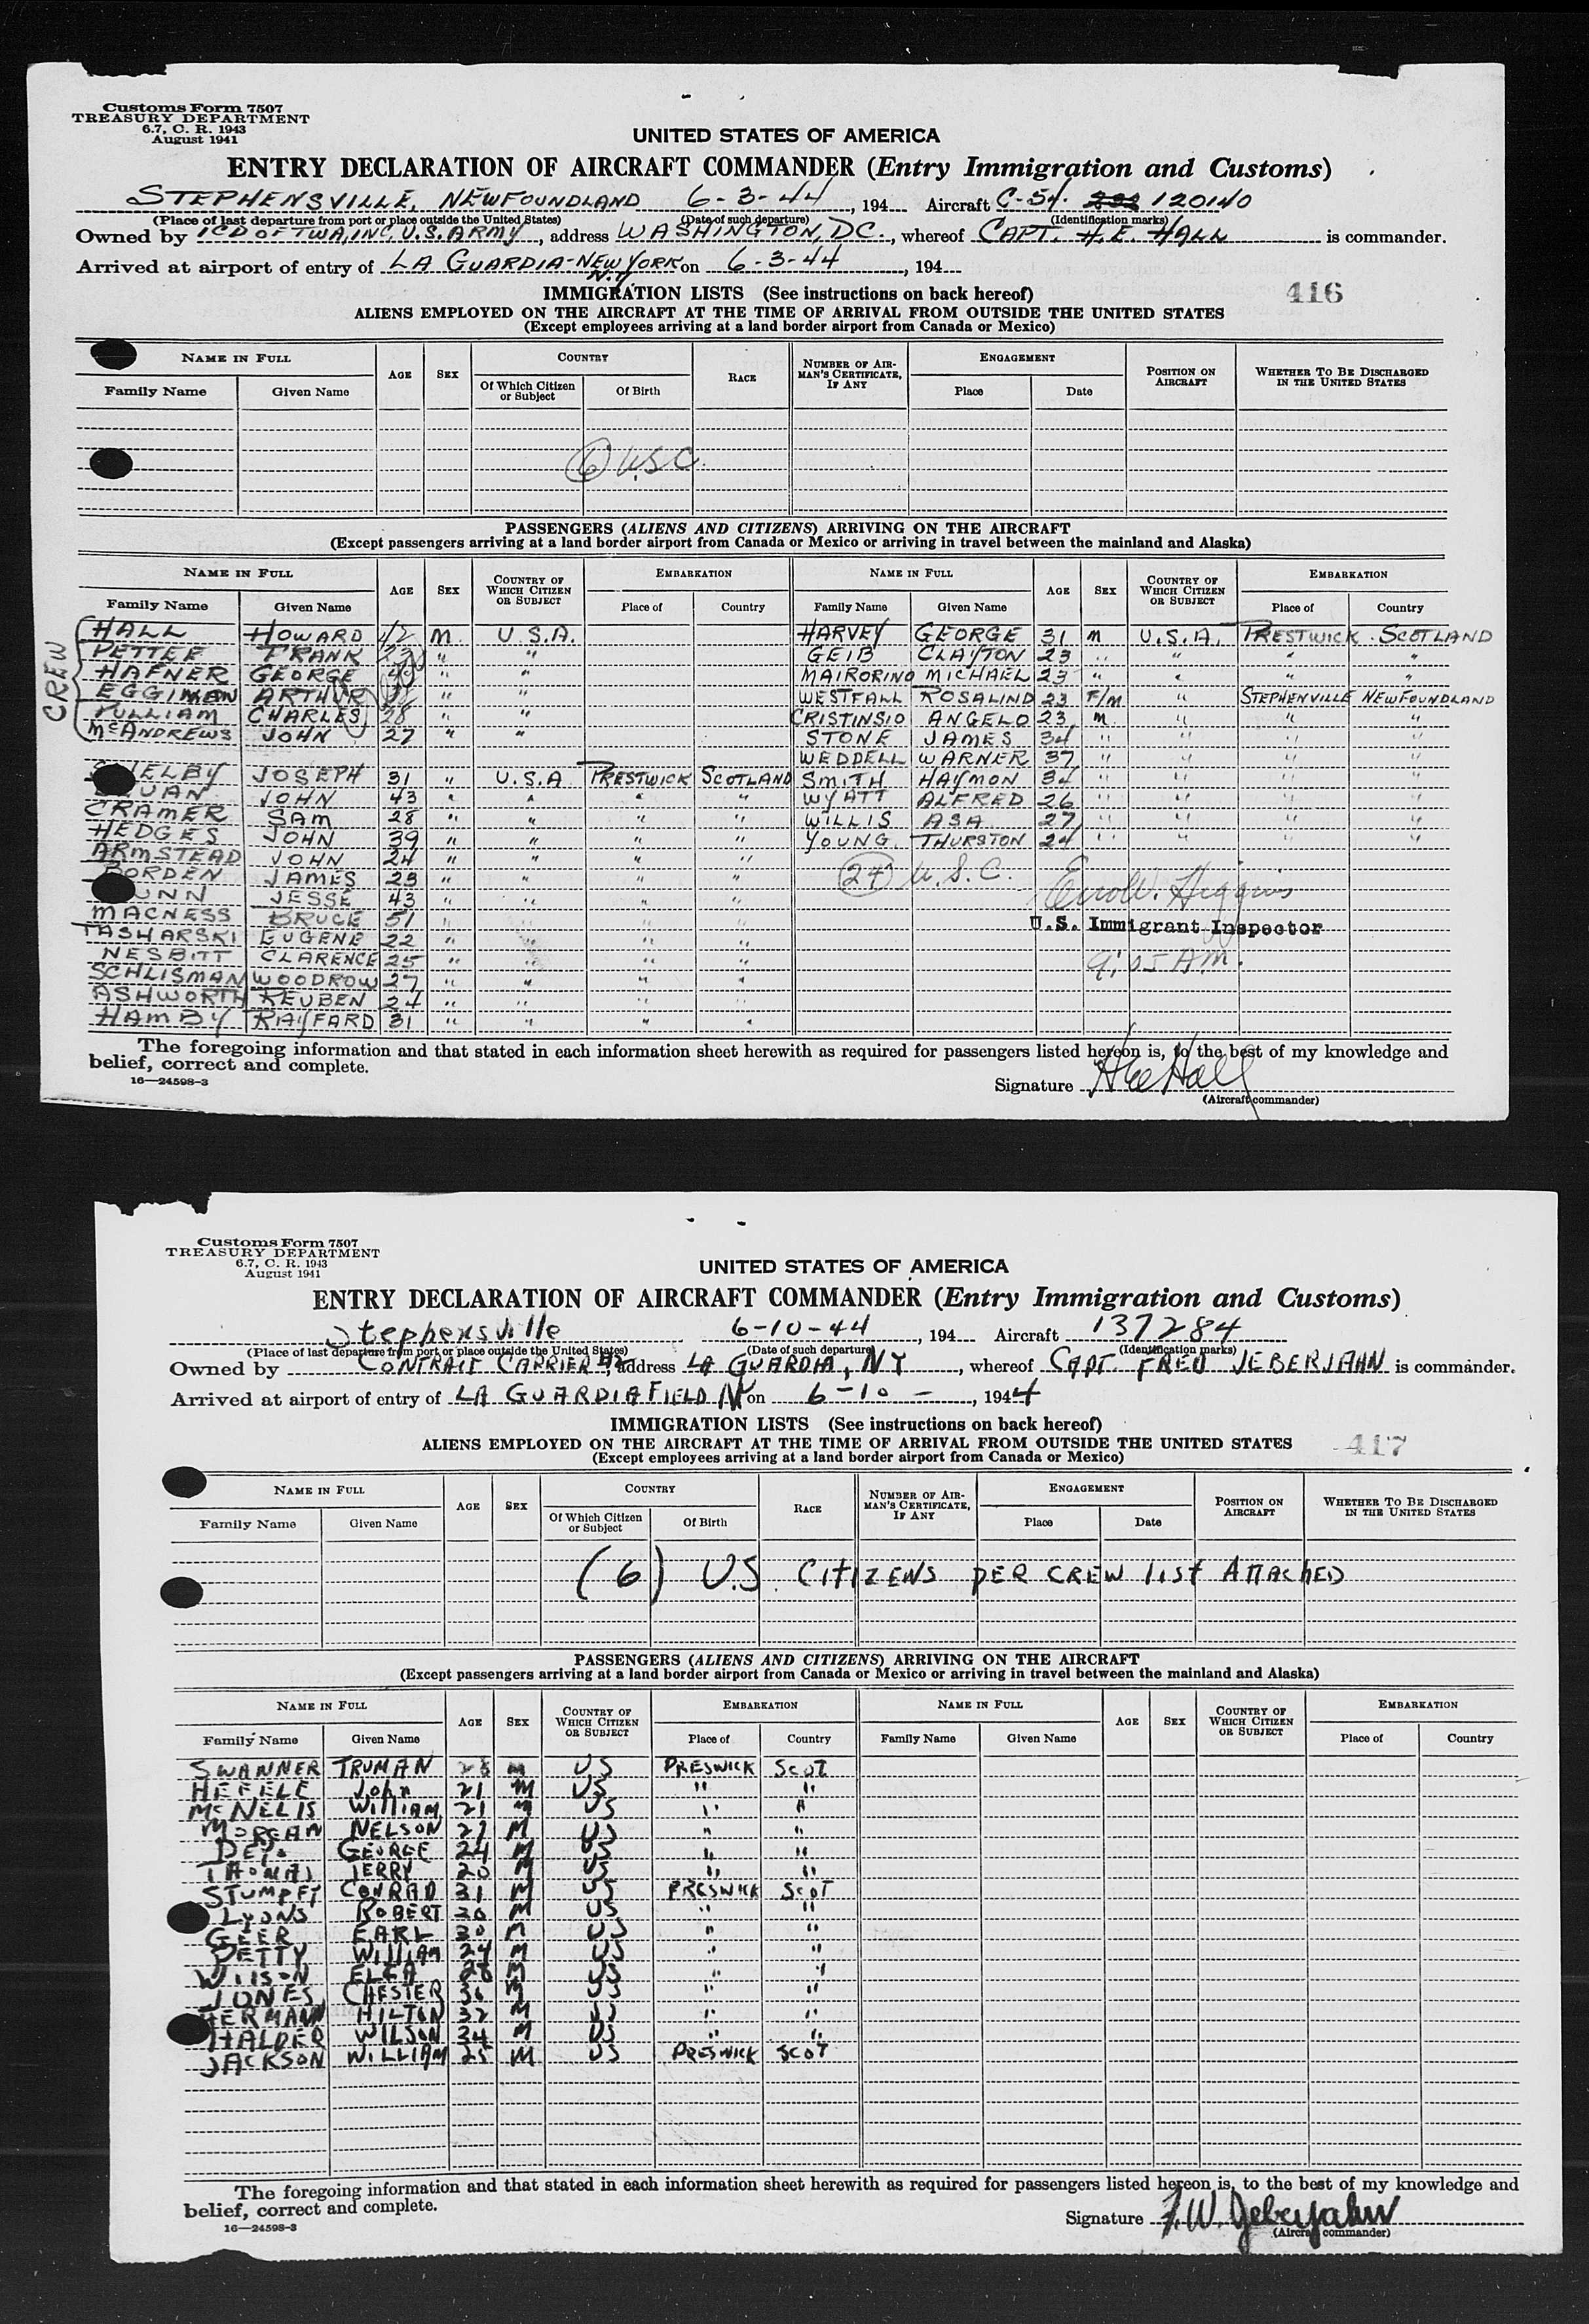 Customs Form 7507
TREASURY DEPARTMENT
6.7, C. R. 1943
August 1941
UNITED STATES OF AMERICA
ENTRY DECLARATION OF AIRCRAFT COMMANDER (Entry Immigration and Customs)
STEPHENSVILLE, NEWFOUNDLAND 6-3-44, 194 Aircraft C-54. 120140
(Place of last departure from port or place outside the United States) (Date of such departure) (Identification marks)
Owned by ICD OF TWA, INC, U.S. ARMY, address WASHINGTON, DC., whereof CAPT. H.E. HALL is commander.
Arrived at airport of entry of LA GUARDIA-NEW YORK N.Y. on 6-3-44, 194
IMMIGRATION LISTS (See instructions on back hereof) 416
ALIENS EMPLOYED ON THE AIRCRAFT AT THE TIME OF ARRIVAL FROM OUTSIDE THE UNITED STATES
(Except employees arriving at a land border airport from Canada or Mexico)
NAME IN FULL AGE SEX COUNTRY RACE NUMBER OF AIRMAN'S CERTIFICATE, IF ANY ENGAGEMENT POSITION ON AIRCRAFT WHETHER TO BE DISCHARGED IN THE UNITED STATES
Family Name Given Name Of Which Citizen or Subject Of Birth Place Date
(6) U.S.C.
PASSENGERS (ALIENS AND CITIZENS) ARRIVING ON THE AIRCRAFT
(Except passengers arriving at a land border airport from Canada or Mexico or arriving in travel between the mainland and Alaska)
NAME IN FULL AGE SEX COUNTRY OF WHICH CITIZEN OR SUBJECT EMBARKATION NAME IN FULL AGE SEX COUNTRY OF WHICH CITIZEN OR SUBJECT EMBARKATION
Family Name Given Name Place of Country Family Name Given Name Place of Country
CREW
HALL HOWARD 42 M. U.S.A. HARVEY GEORGE 31 M U.S.A. PRESTWICK SCOTLAND
PETTEE FRANK " " GEIB CLAYTON 23 " " " "
HAFNER GEORGE " " MAIRORINO MICHAEL 23 " " " "
EGGIMAN ARTHUR " " WESTFALL ROSALIND 23 F/M " STEPHENVILLE NEWFOUNDLAND
PULLIAM CHARLES 28 " " CRISTINSIO ANGELO 23 M " " "
McANDREWS JOHN 27 " " STONE JAMES 34 " " " "
WEDDELL WARNER 37 " " " "
SHELBY JOSEPH 31 " U.S.A PRESTWICK SCOTLAND SMITH HAYMON 34 " " " "
JOHN 43 " " " " WYATT ALFRED 26 " " " "
CRAMER SAM 28 " " " " WILLIS ASA 27 " " " "
HEDGES JOHN 39 " " " " YOUNG THURSTON 24 " " " "
ARMSTEAD JOHN 24 " " " "
BORDEN JAMES 23 " " " " (24) U.S.C.
JESSE 43 " " " " Higgins
MACNESS BRUCE 51 " " " " U.S. Immigrant Inspector
TASHARSKI EUGENE 22 " " " "
NESBITT CLARENCE 25 " " " " 9:05 AM.
SCHLISMAN WOODROW 27 " " " "
ASHWORTH REUBEN 24 " " " "
HAMBY RAYFARD 31 " " " "
The foregoing information and that stated in each information sheet herewith as required for passengers listed hereon is, to the best of my knowledge and
belief, correct and complete.
16—24598-3
Signature H E Hall
(Aircraft commander)
Customs Form 7507
TREASURY DEPARTMENT
6.7, C. R. 1943
August 1941
UNITED STATES OF AMERICA
ENTRY DECLARATION OF AIRCRAFT COMMANDER (Entry Immigration and Customs)
Stephensville 6-10-44, 194 Aircraft 137284
(Place of last departure from port or place outside the United States) (Date of such departure) (Identification marks)
Owned by CONTRACT CARRIER, address LA GUARDIA, NY, whereof CAPT. FRED JEBERJAHN is commander.
Arrived at airport of entry of LA GUARDIA FIELD NY on 6-10-, 1944
IMMIGRATION LISTS (See instructions on back hereof)
ALIENS EMPLOYED ON THE AIRCRAFT AT THE TIME OF ARRIVAL FROM OUTSIDE THE UNITED STATES 417
(Except employees arriving at a land border airport from Canada or Mexico)
NAME IN FULL AGE SEX COUNTRY RACE NUMBER OF AIRMAN'S CERTIFICATE, IF ANY ENGAGEMENT POSITION ON AIRCRAFT WHETHER TO BE DISCHARGED IN THE UNITED STATES
Family Name Given Name Of Which Citizen or Subject Of Birth Place Date
(6) U.S. CITIZENS PER CREW LIST ATTACHED
PASSENGERS (ALIENS AND CITIZENS) ARRIVING ON THE AIRCRAFT
(Except passengers arriving at a land border airport from Canada or Mexico or arriving in travel between the mainland and Alaska)
NAME IN FULL AGE SEX COUNTRY OF WHICH CITIZEN OR SUBJECT EMBARKATION NAME IN FULL AGE SEX COUNTRY OF WHICH CITIZEN OR SUBJECT EMBARKATION
Family Name Given Name Place of Country Family Name Given Name Place of Country
SWANNER TRUMAN 28 M US PRESWICK SCOT
HEFELE John 21 M US " "
McNELIS William 21 M US " "
MORGAN NELSON 27 M US " "
GEORGE 24 M US " "
THOMAS JERRY 20 M US " "
STUMPFT CONRAD 31 M US PRESWICK SCOT
LYONS ROBERT 30 M US " "
GEER EARL 30 M US " "
PETTY WILLIAM 24 M US " "
WILSON ELGA 28 M US " "
JONES CHESTER 36 M US " "
HERMANN HILTON 32 M US " "
HALDER WILSON 34 M US " "
JACKSON WILLIAM 25 M US PRESWICK SCOT
The foregoing information and that stated in each information sheet herewith as required for passengers listed hereon is, to the best of my knowledge and
belief, correct and complete.
16—24598-3
Signature F.W. Jeberjahn
(Aircraft commander)